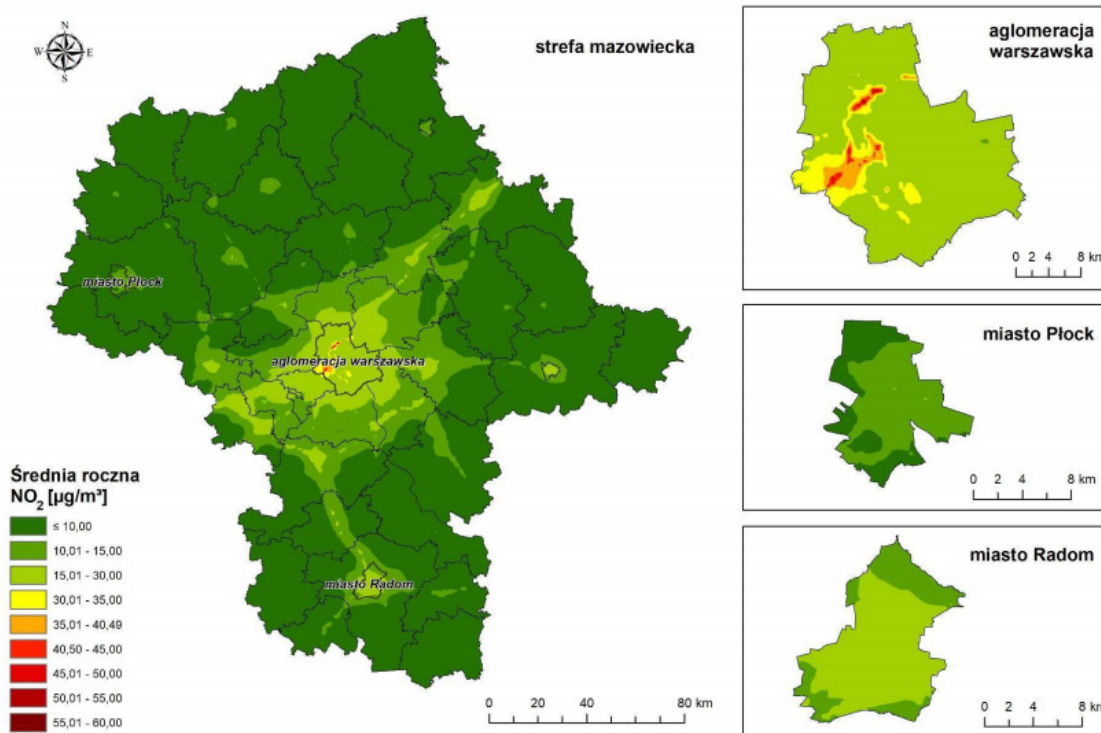 N
W E
S
strefa mazowiecka
miasto Płock
aglomeracja warszawska
miasto Radom
Średnia roczna
NO₂ [µg/m³]
≤ 10,00
10,01 - 15,00
15,01 - 30,00
30,01 - 35,00
35,01 - 40,49
40,50 - 45,00
45,01 - 50,00
50,01 - 55,00
55,01 - 60,00
0 20 40 80 km
aglomeracja
warszawska
0 2 4 8 km
miasto Płock
0 2 4 8 km
miasto Radom
0 2 4 8 km